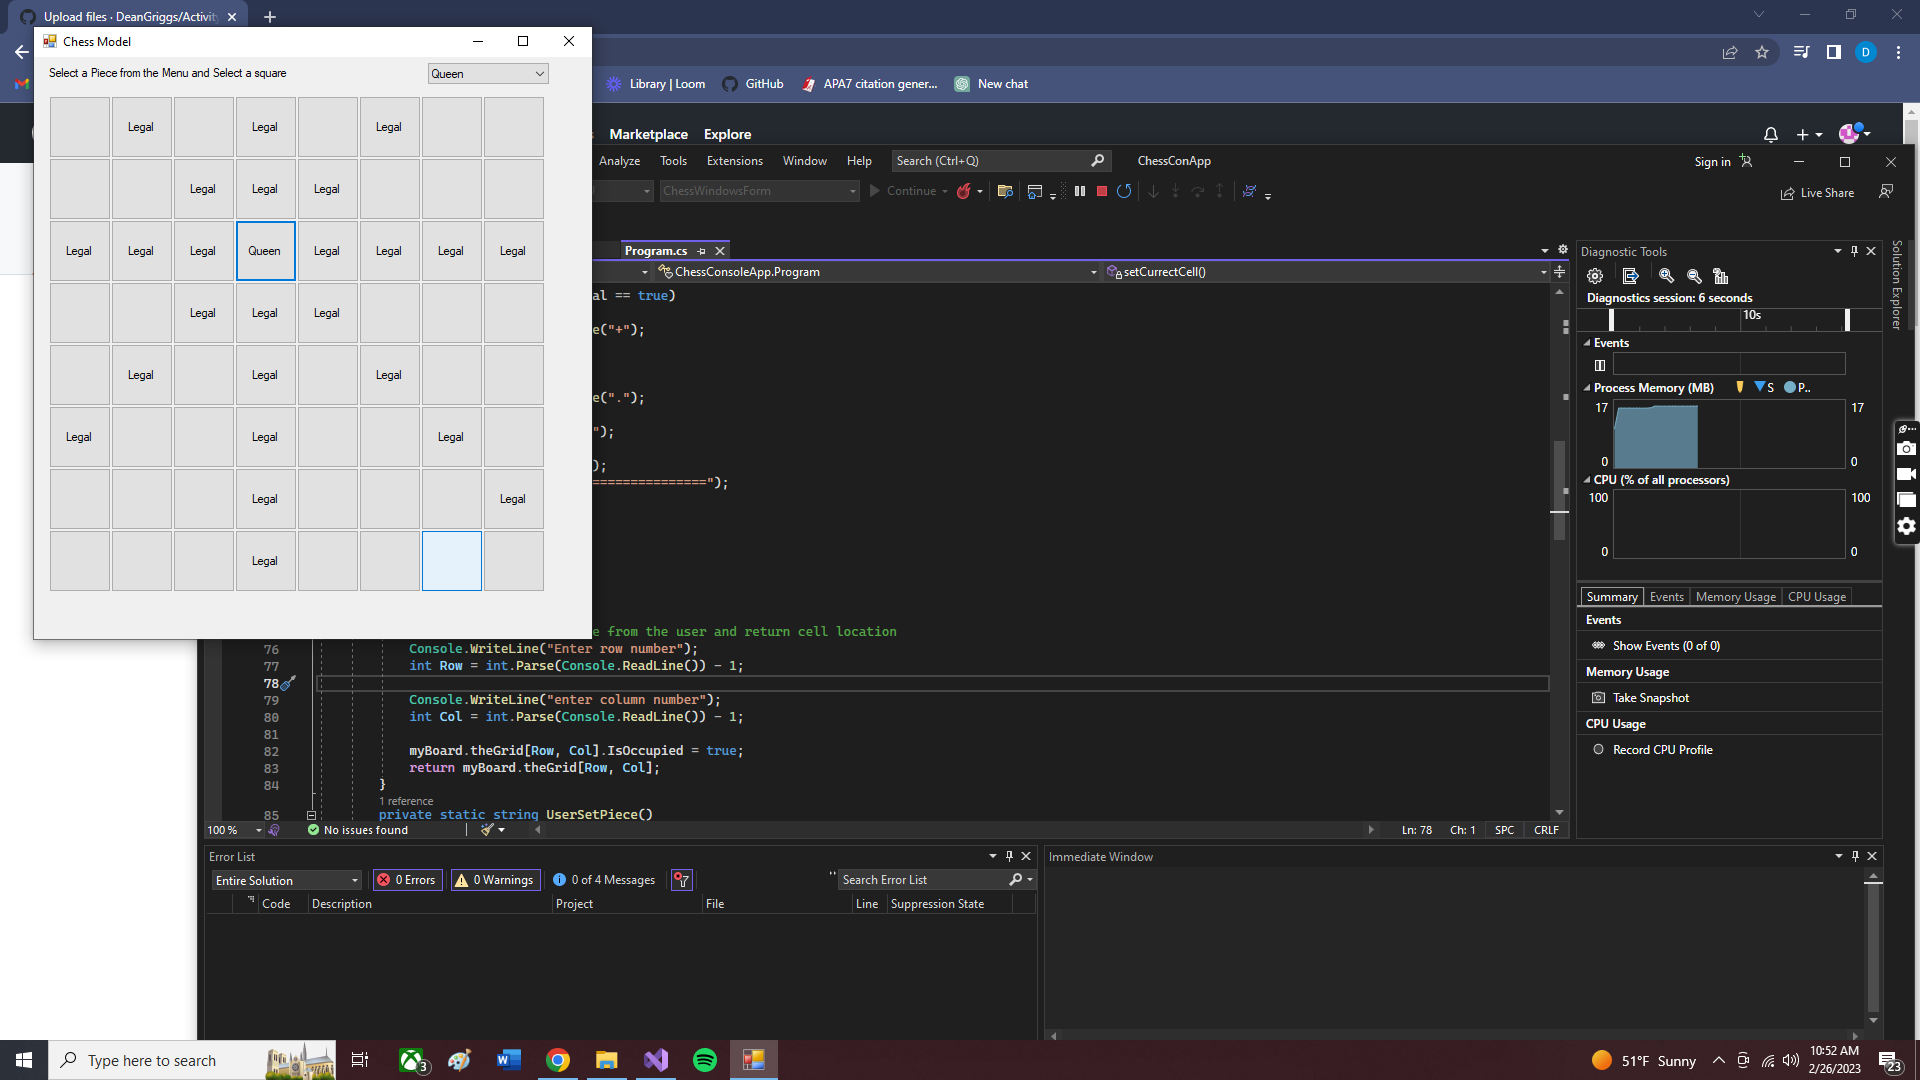 Upload files · DeanGriggs/Activity
Chess Model
Select a Piece from the Menu and Select a square
Queen
Library | Loom
GitHub
APA7 citation gener...
New chat
D
Marketplace
Explore
Analyze Tools Extensions Window Help
Search (Ctrl+Q)
ChessConApp
Sign in
ChessWindowsForm
Continue
Live Share
Legal Legal Legal
Legal Legal Legal
Legal Legal Legal Queen Legal Legal Legal Legal
Legal Legal Legal
Legal Legal Legal
Legal Legal Legal
Legal Legal
Legal
Program.cs
ChessConsoleApp.Program
setCurrectCell()
al == true)
e("+");
e(".");
");
);
===============");
e from the user and return cell location
76 Console.WriteLine("Enter row number");
77 int Row = int.Parse(Console.ReadLine()) - 1;
78
79 Console.WriteLine("enter column number");
80 int Col = int.Parse(Console.ReadLine()) - 1;
81
82 myBoard.theGrid[Row, Col].IsOccupied = true;
83 return myBoard.theGrid[Row, Col];
84 }
1 reference
85 private static string UserSetPiece()
100 %
No issues found
Ln: 78 Ch: 1 SPC CRLF
Diagnostic Tools
Diagnostics session: 6 seconds
10s
Events
Process Memory (MB)
S
P..
17 17
0 0
CPU (% of all processors)
100 100
0 0
Summary Events Memory Usage CPU Usage
Events
Show Events (0 of 0)
Memory Usage
Take Snapshot
CPU Usage
Record CPU Profile
Solution Explorer
Error List
Entire Solution
0 Errors
0 Warnings
0 of 4 Messages
Search Error List
Code Description Project File Line Suppression State
Immediate Window
Type here to search
3
51°F Sunny
10:52 AM
2/26/2023
23